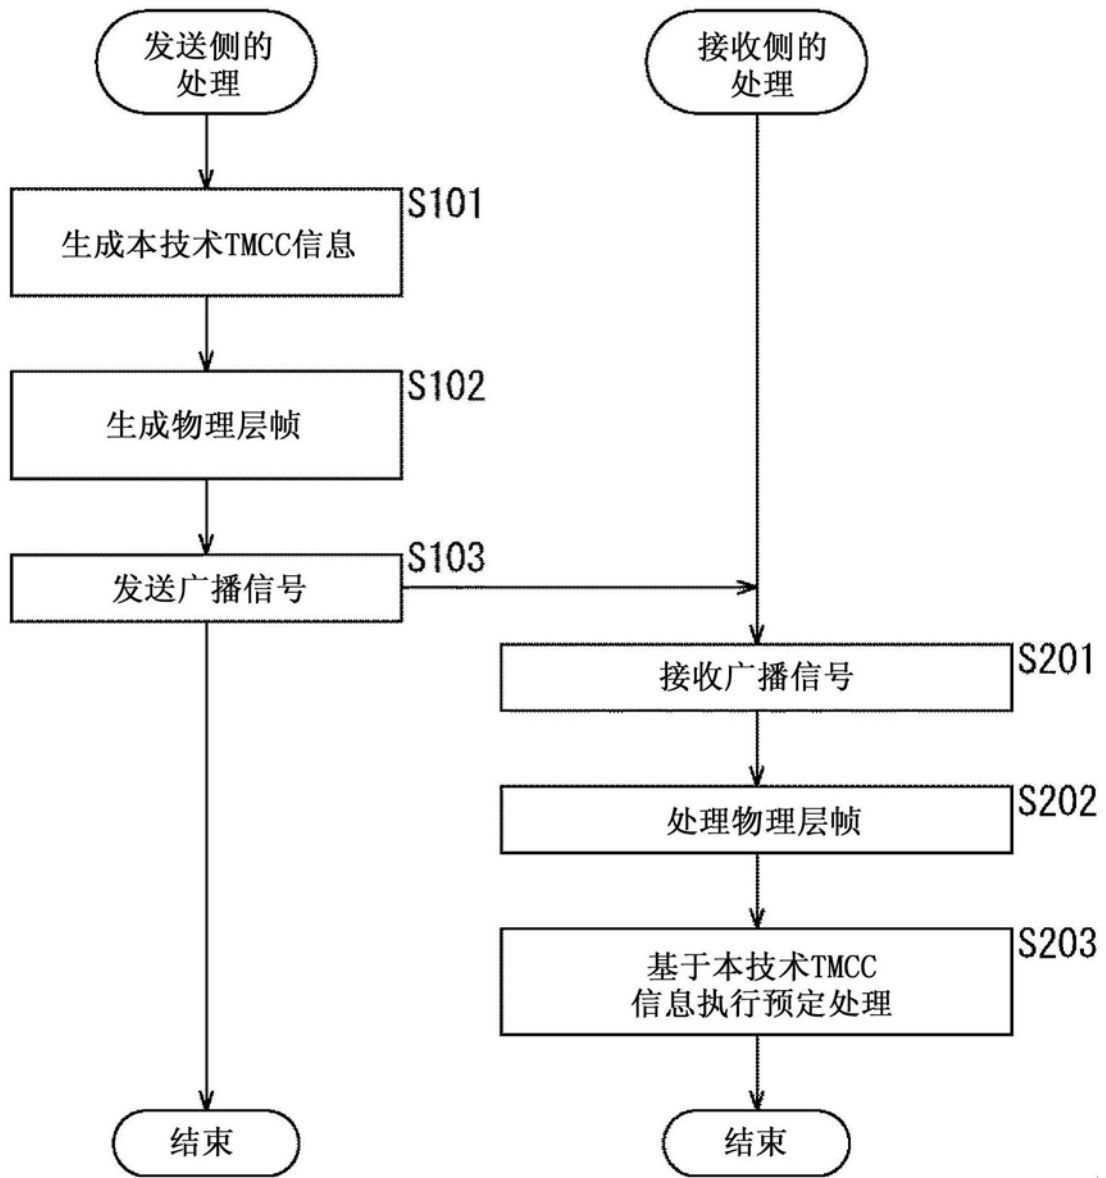 发送侧的
处理
接收侧的
处理
S101
生成本技术TMCC信息
S102
生成物理层帧
S103
发送广播信号
S201
接收广播信号
S202
处理物理层帧
S203
基于本技术TMCC
信息执行预定处理
结束
结束